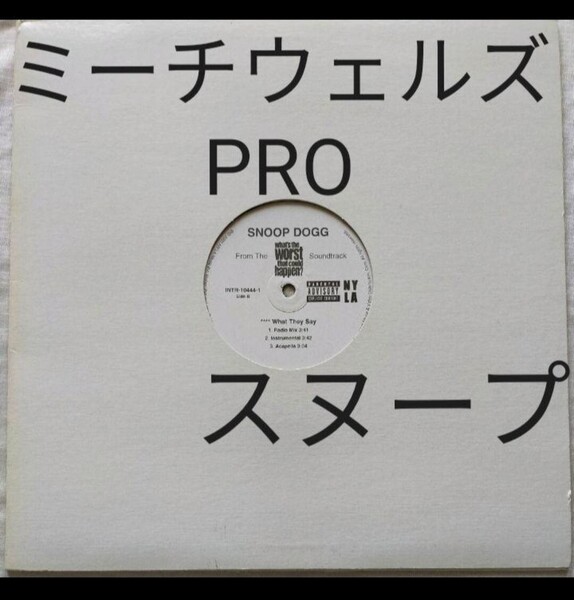 ミーチウェルズ
PRO
SNOOP DOGG
From The
what's the
worst
that could
happen?
Soundtrack
INTR-10444-1
Side B
PARENTAL
ADVISORY
EXPLICIT CONTENT
NY
LA
**** What They Say
1. Radio Mix 3:41
2. Instrumental 3:42
3. Acapella 3:04
スヌープ